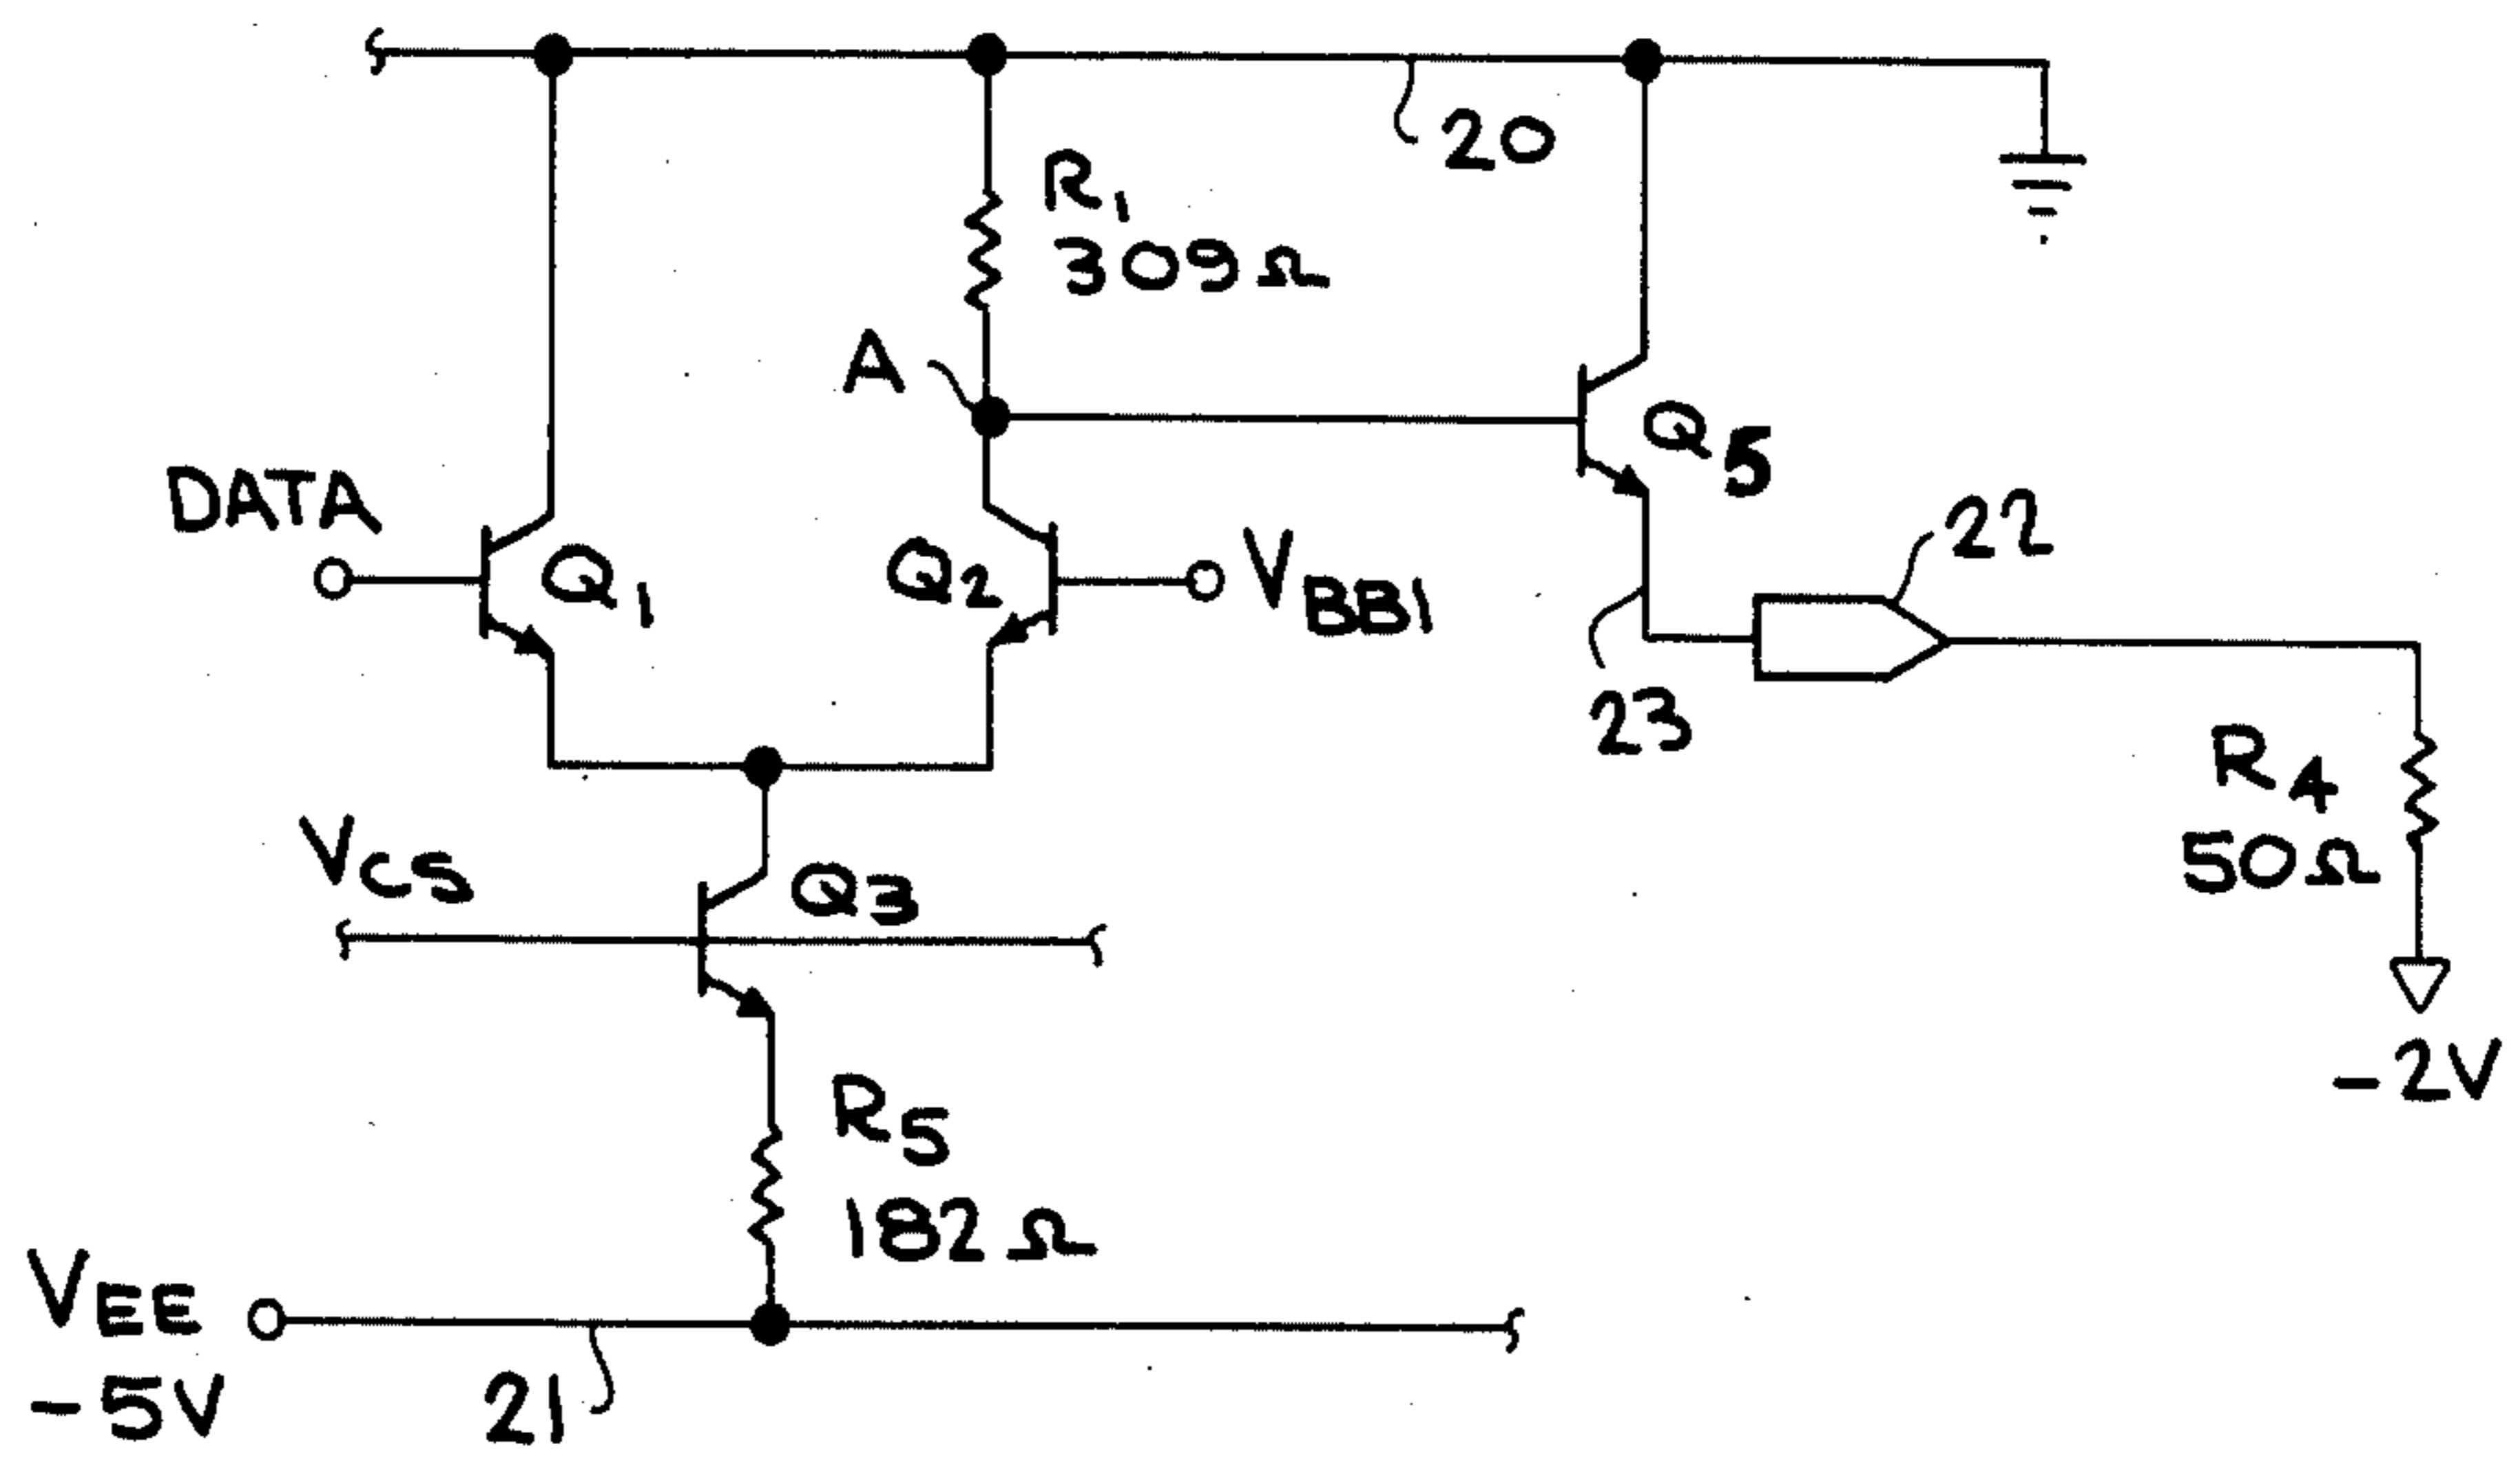 20
R1
309Ω
A
DATA
Q1
Q2
VBB1
Q5
22
23
R4
50Ω
-2V
VCS
Q3
R5
182Ω
VEE
-5V
21